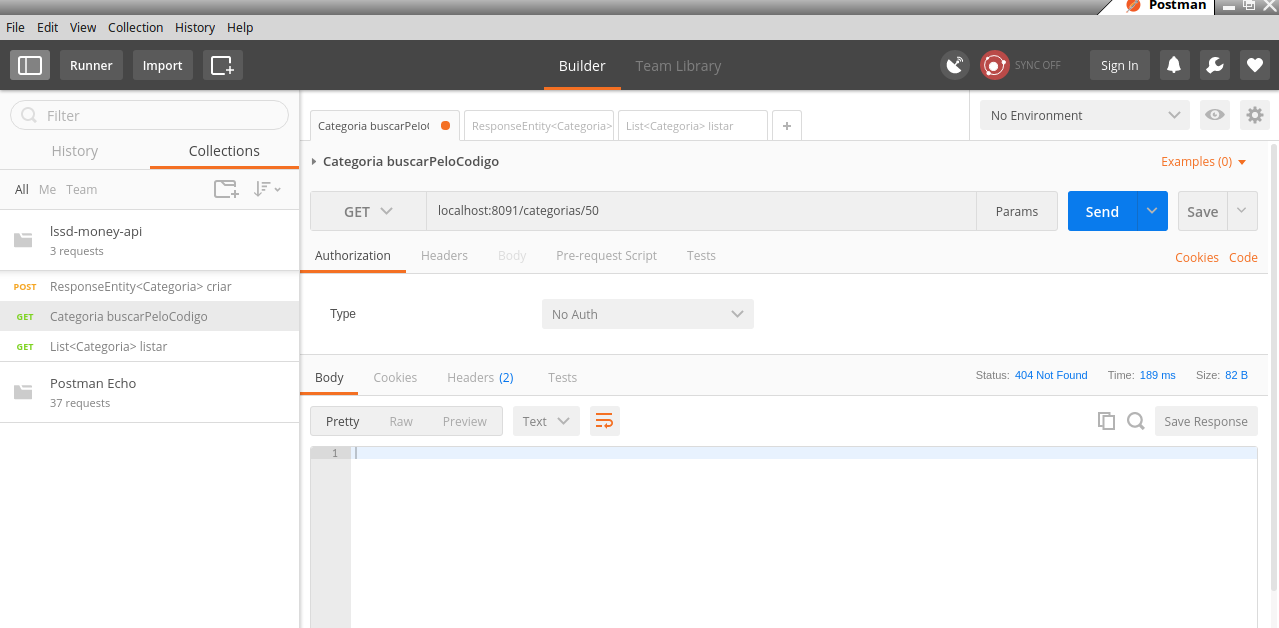 Postman
File Edit View Collection History Help
Runner Import Builder Team Library SYNC OFF Sign In
Filter
History Collections
All Me Team
lssd-money-api
3 requests
POST ResponseEntity<Categoria> criar
GET Categoria buscarPeloCodigo
GET List<Categoria> listar
Postman Echo
37 requests
Categoria buscarPeloC ResponseEntity<Categoria> List<Categoria> listar + No Environment
Categoria buscarPeloCodigo Examples (0)
GET localhost:8091/categorias/50 Params Send Save
Authorization Headers Body Pre-request Script Tests Cookies Code
Type No Auth
Body Cookies Headers (2) Tests Status: 404 Not Found Time: 189 ms Size: 82 B
Pretty Raw Preview Text Save Response
1